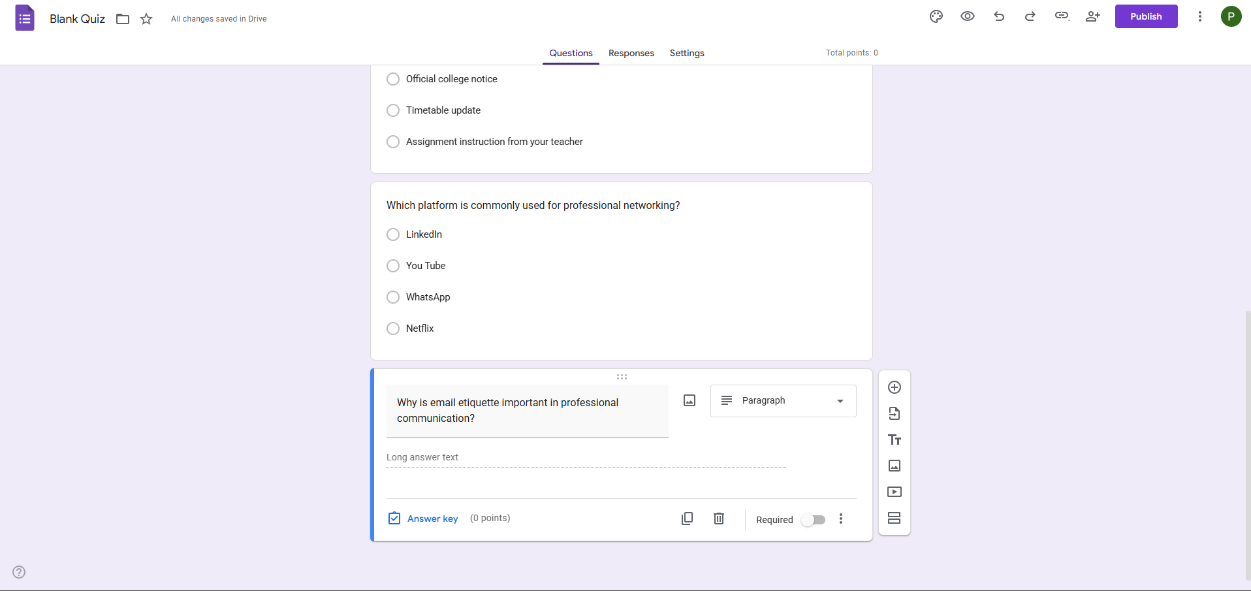 Blank Quiz
All changes saved in Drive
Publish
P
Questions
Responses
Settings
Total points: 0
Official college notice
Timetable update
Assignment instruction from your teacher
Which platform is commonly used for professional networking?
LinkedIn
You Tube
WhatsApp
Netflix
Why is email etiquette important in professional
communication?
Paragraph
Long answer text
Answer key (0 points)
Required
Tт